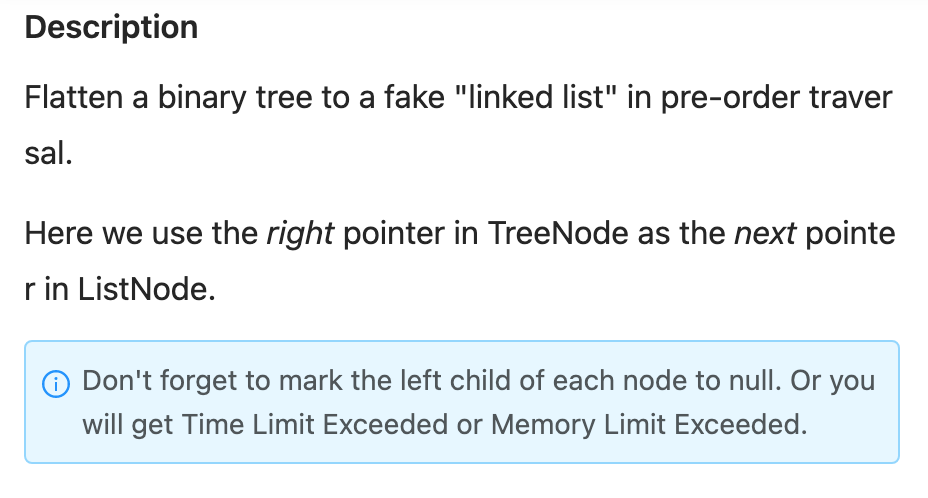 Description
Flatten a binary tree to a fake "linked list" in pre-order traver
sal.
Here we use the right pointer in TreeNode as the next pointe
r in ListNode.
Don't forget to mark the left child of each node to null. Or you
will get Time Limit Exceeded or Memory Limit Exceeded.